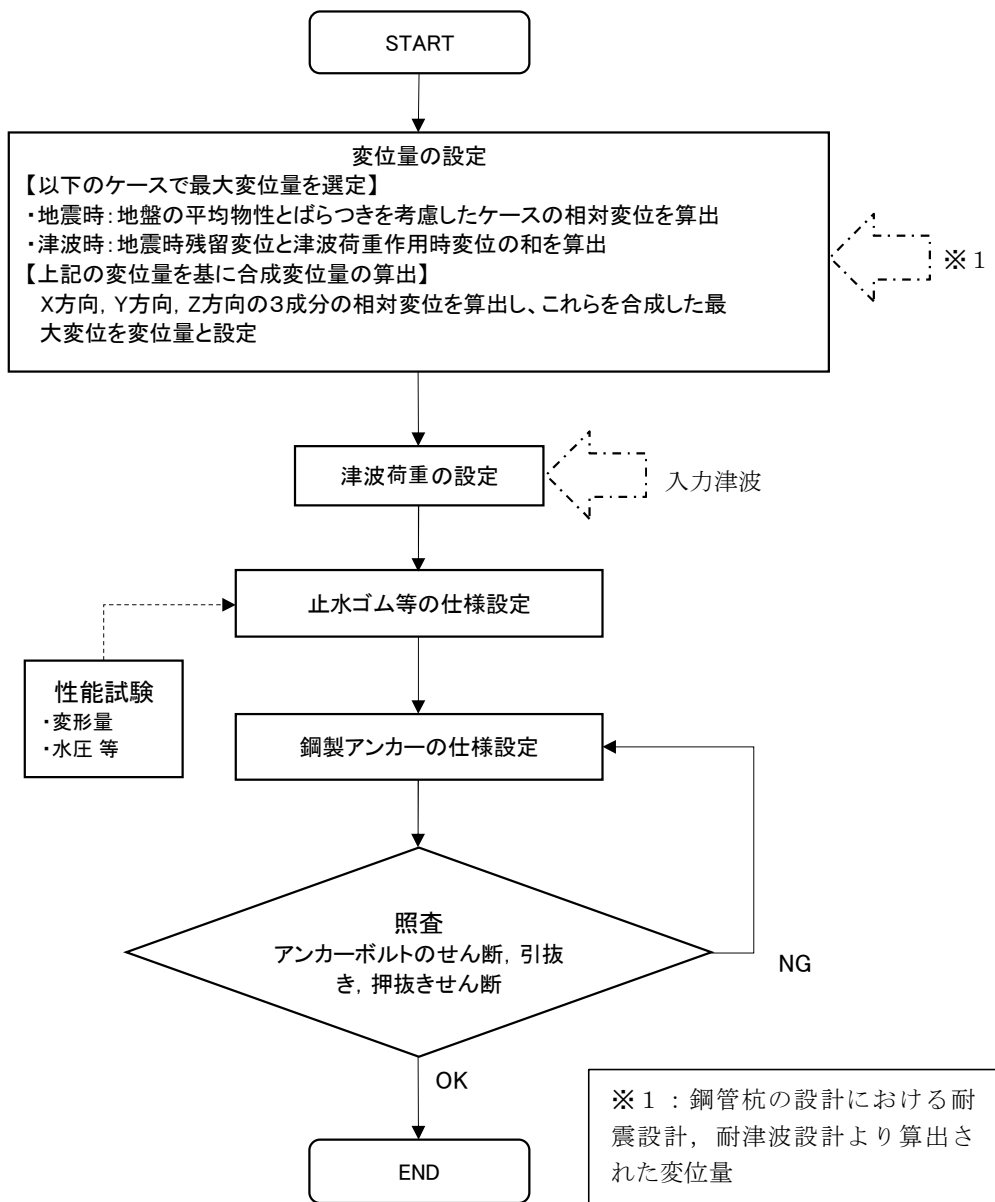 START
変位量の設定
【以下のケースで最大変位量を選定】
・地震時：地盤の平均物性とばらつきを考慮したケースの相対変位を算出
・津波時：地震時残留変位と津波荷重作用時変位の和を算出
【上記の変位量を基に合成変位量の算出】
X方向，Y方向，Z方向の３成分の相対変位を算出し、これらを合成した最
大変位を変位量と設定
※１
津波荷重の設定
入力津波
止水ゴム等の仕様設定
性能試験
・変形量
・水圧 等
鋼製アンカーの仕様設定
照査
アンカーボルトのせん断，引抜
き，押抜きせん断
NG
OK
END
※１：鋼管杭の設計における耐
震設計，耐津波設計より算出さ
れた変位量